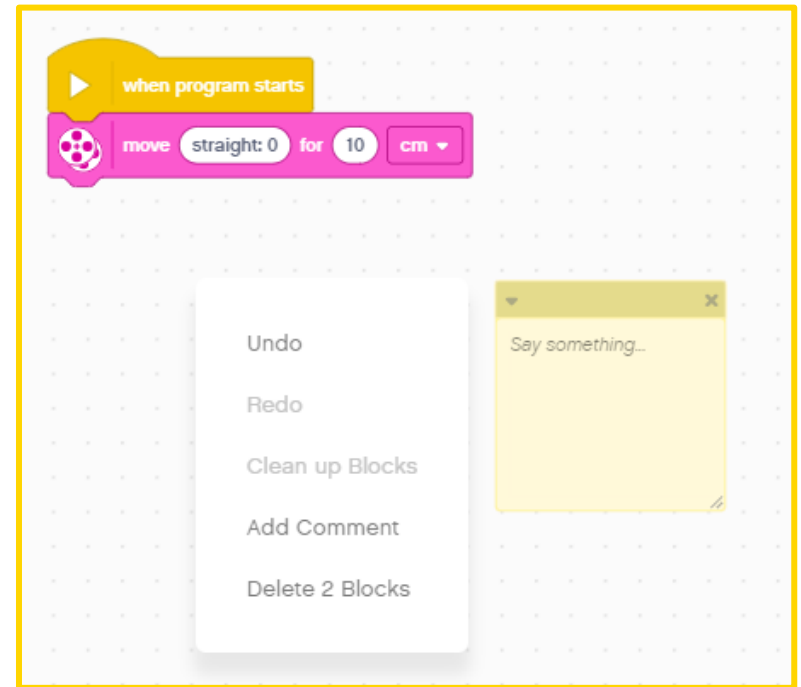 when program starts
move straight: 0 for 10 cm
Undo
Say something...
Redo
Clean up Blocks
Add Comment
Delete 2 Blocks